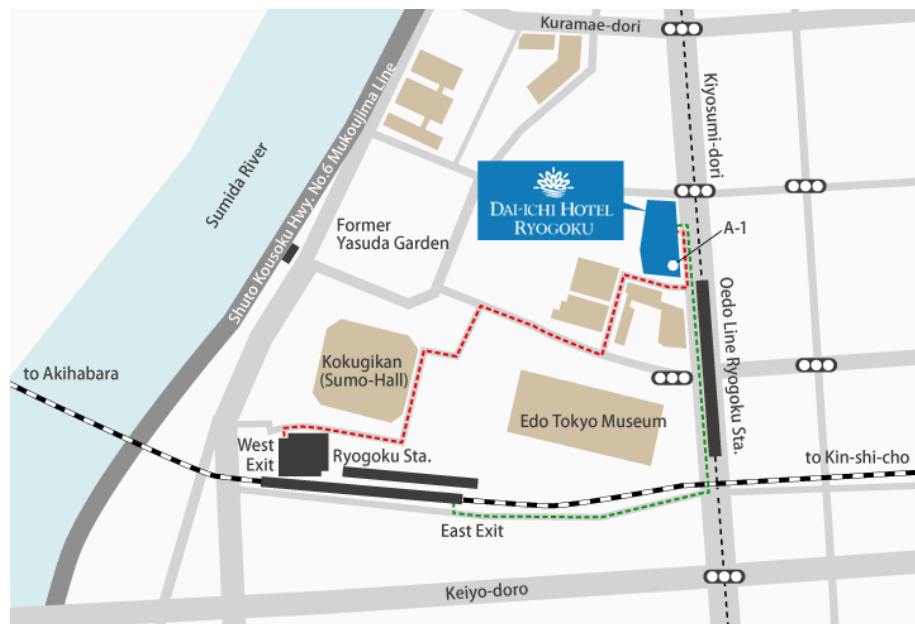 Kuramae-dori
Kiyosumi-dori
Shuto Kousoku Hwy. No.6 Mukoujima Line
Sumida River
DAI-ICHI HOTEL
RYOGOKU
Former
Yasuda Garden
A-1
Oedo Line Ryogoku Sta.
to Akihabara
Kokugikan
(Sumo-Hall)
Edo Tokyo Museum
West
Exit
Ryogoku Sta.
to Kin-shi-cho
East Exit
Keiyo-doro